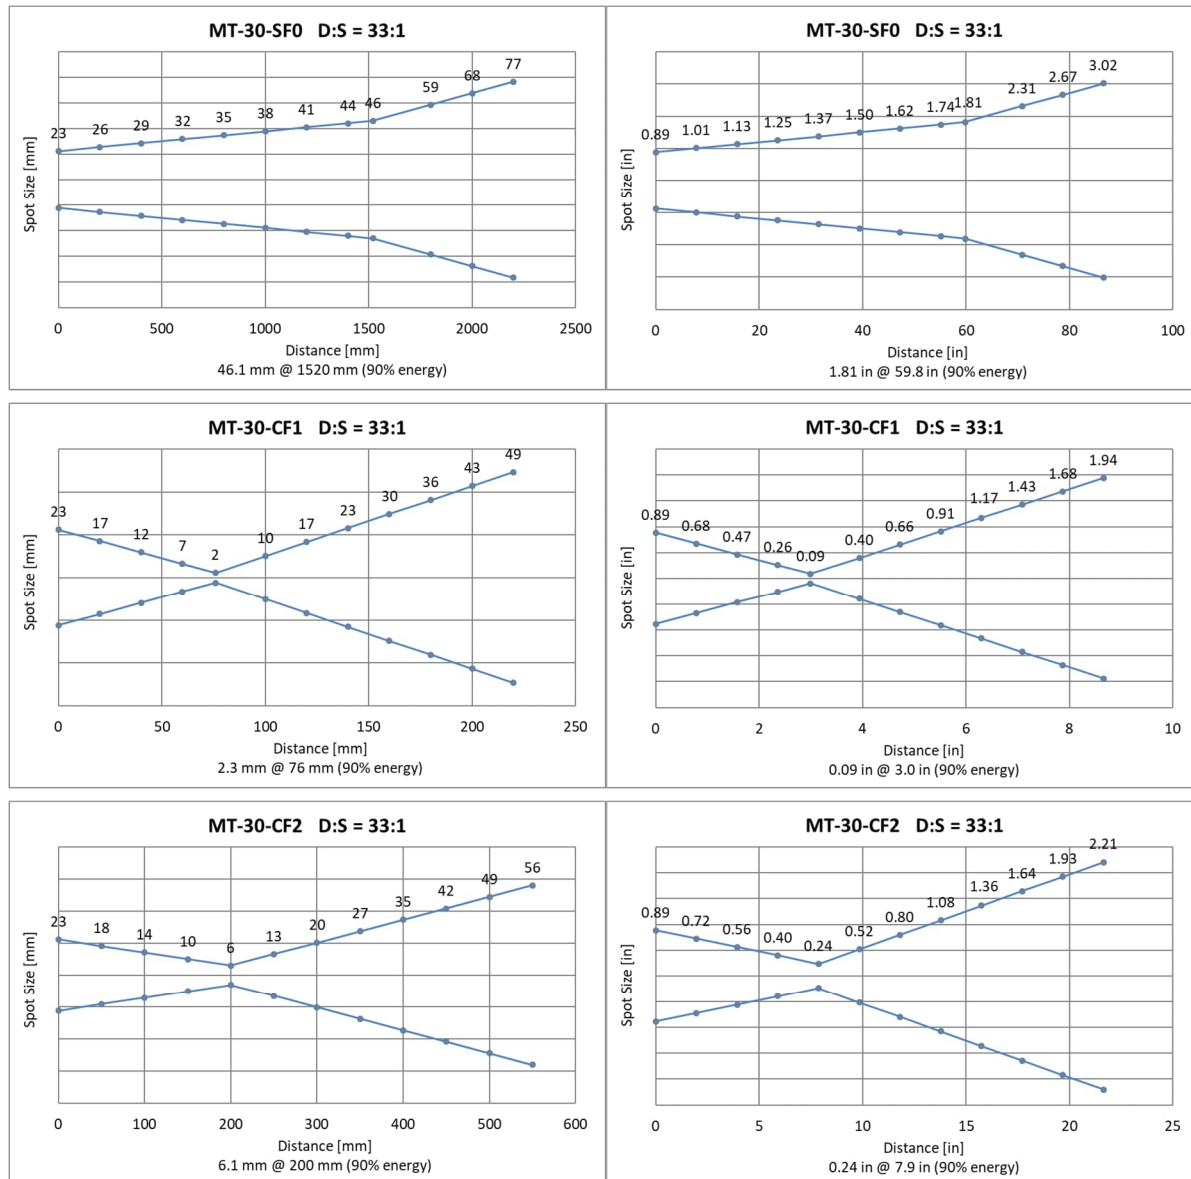 MT-30-SF0 D:S = 33:1
23 26 29 32 35 38 41 44 46 59 68 77
Spot Size [mm]
0 500 1000 1500 2000 2500
Distance [mm]
46.1 mm @ 1520 mm (90% energy)
MT-30-SF0 D:S = 33:1
0.89 1.01 1.13 1.25 1.37 1.50 1.62 1.74 1.81 2.31 2.67 3.02
Spot Size [in]
0 20 40 60 80 100
Distance [in]
1.81 in @ 59.8 in (90% energy)
MT-30-CF1 D:S = 33:1
23 17 12 7 2 10 17 23 30 36 43 49
Spot Size [mm]
0 50 100 150 200 250
Distance [mm]
2.3 mm @ 76 mm (90% energy)
MT-30-CF1 D:S = 33:1
0.89 0.68 0.47 0.26 0.09 0.40 0.66 0.91 1.17 1.43 1.68 1.94
Spot Size [in]
0 2 4 6 8 10
Distance [in]
0.09 in @ 3.0 in (90% energy)
MT-30-CF2 D:S = 33:1
23 18 14 10 6 13 20 27 35 42 49 56
Spot Size [mm]
0 100 200 300 400 500 600
Distance [mm]
6.1 mm @ 200 mm (90% energy)
MT-30-CF2 D:S = 33:1
0.89 0.72 0.56 0.40 0.24 0.52 0.80 1.08 1.36 1.64 1.93 2.21
Spot Size [in]
0 5 10 15 20 25
Distance [in]
0.24 in @ 7.9 in (90% energy)